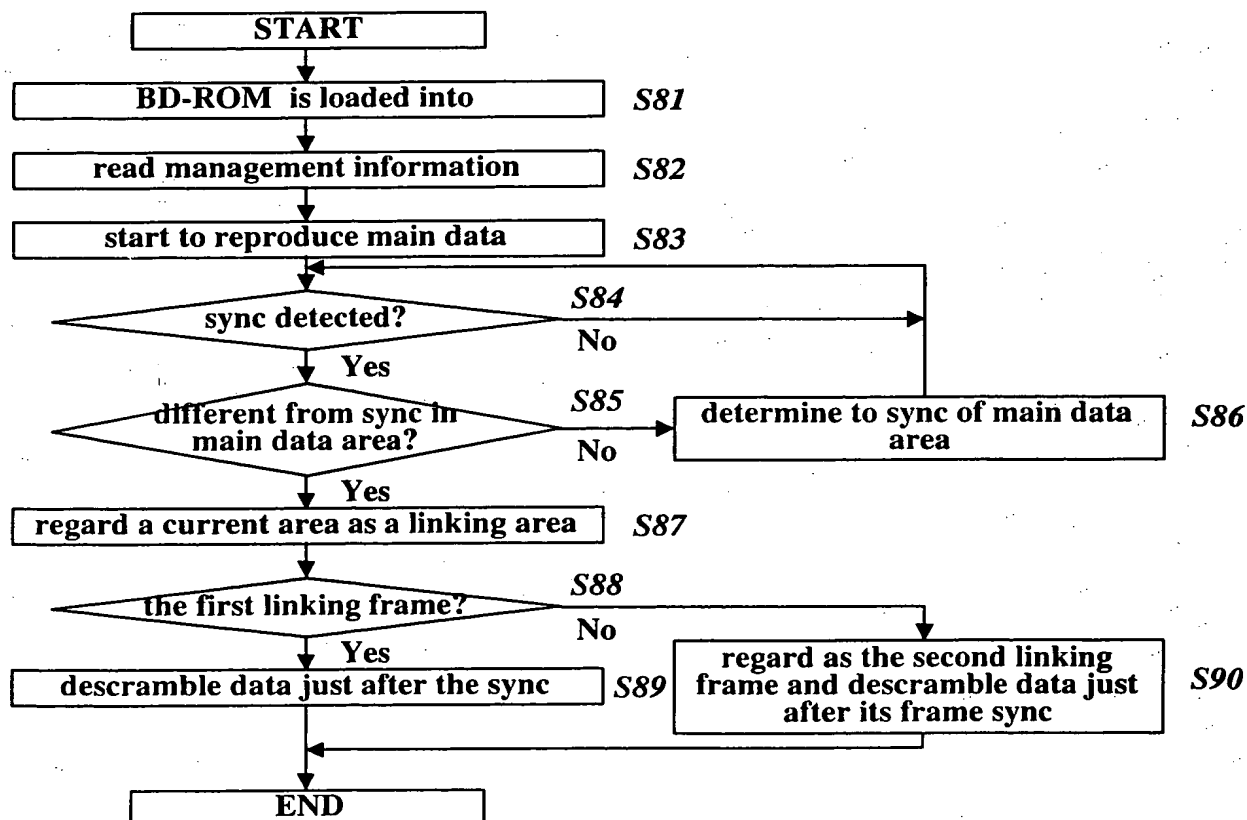 START
BD-ROM is loaded into
S81
read management information
S82
start to reproduce main data
S83
sync detected?
S84
No
Yes
different from sync in
main data area?
S85
No
determine to sync of main data
area
S86
Yes
regard a current area as a linking area
S87
the first linking frame?
S88
No
Yes
descramble data just after the sync
S89
regard as the second linking
frame and descramble data just
after its frame sync
S90
END